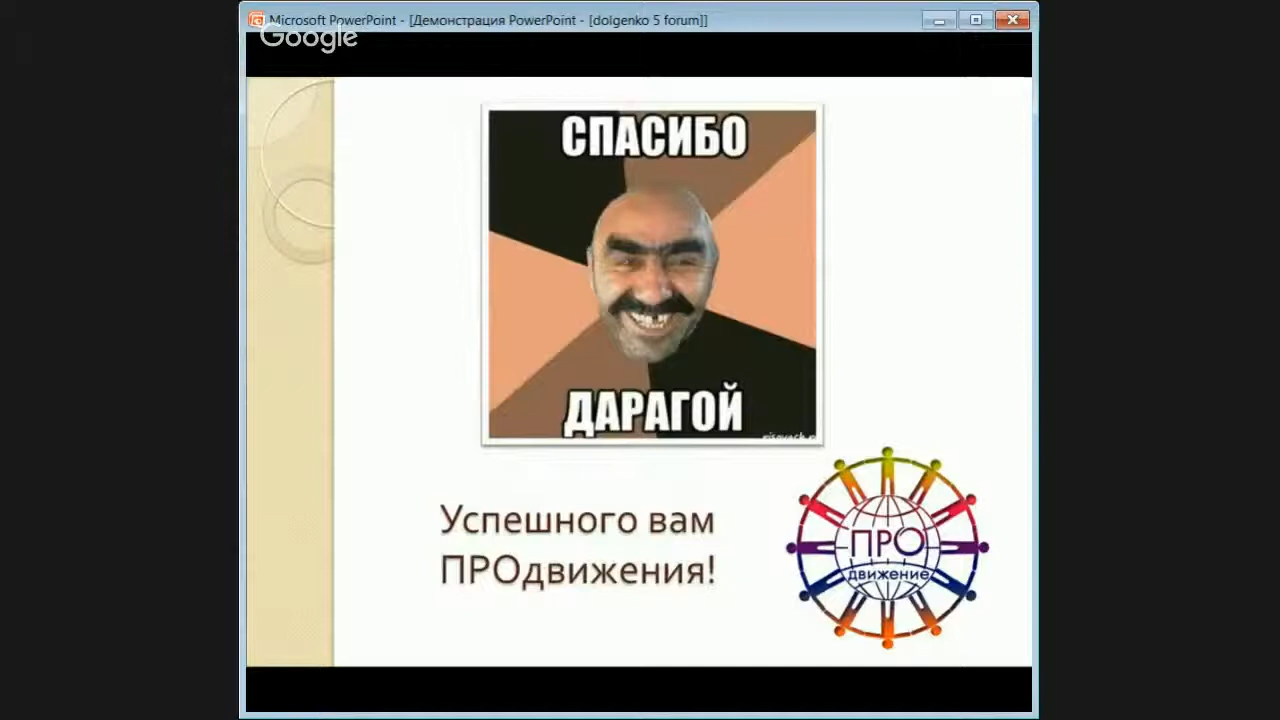 Microsoft PowerPoint - [Демонстрация PowerPoint - [dolgenko 5 forum]]
Google
СПАСИБО
ДАРАГОЙ
Успешного вам
ПРОдвижения!
ПРО
движение